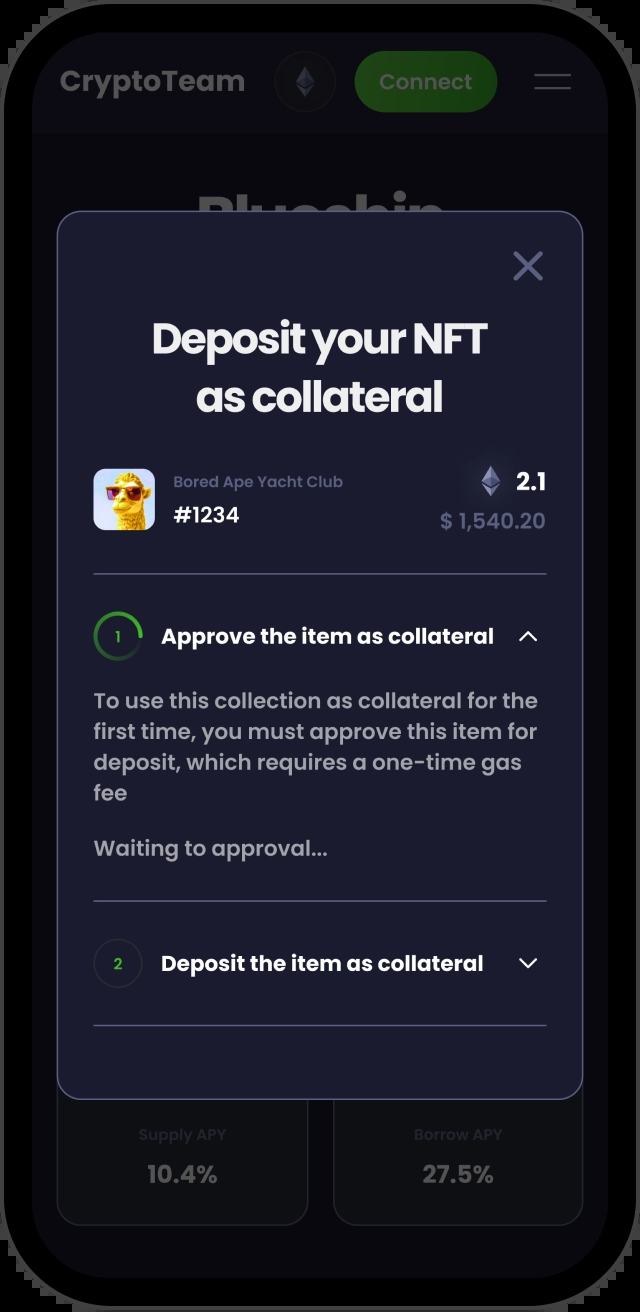 CryptoTeam
Connect
Bluechip
Deposit your NFT
as collateral
Bored Ape Yacht Club
2.1
#1234
$ 1,540.20
1
Approve the item as collateral
To use this collection as collateral for the
first time, you must approve this item for
deposit, which requires a one-time gas
fee
Waiting to approval...
2
Deposit the item as collateral
Supply APY
Borrow APY
10.4%
27.5%